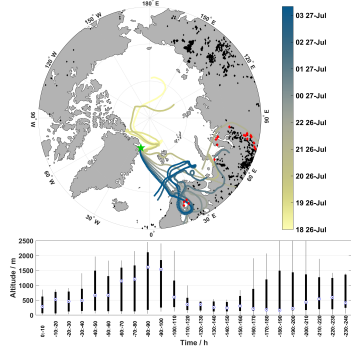 180° E
150° W
150° E
120° W
120° E
90° W
90° E
60° W
30° W
30° E
0°
03 27-Jul
02 27-Jul
01 27-Jul
00 27-Jul
22 26-Jul
21 26-Jul
20 26-Jul
19 26-Jul
18 26-Jul
Altitude / m
2500
2000
1500
1000
500
0
0:-10
-10:-20
-20:-30
-30:-40
-40:-50
-50:-60
-60:-70
-70:-80
-80:-90
-90:-100
-100:-110
-110:-120
-120:-130
-130:-140
-140:-150
-150:-160
-160:-170
-170:-180
-180:-190
-190:-200
-200:-210
-210:-220
-220:-230
-230:-240
Time / h